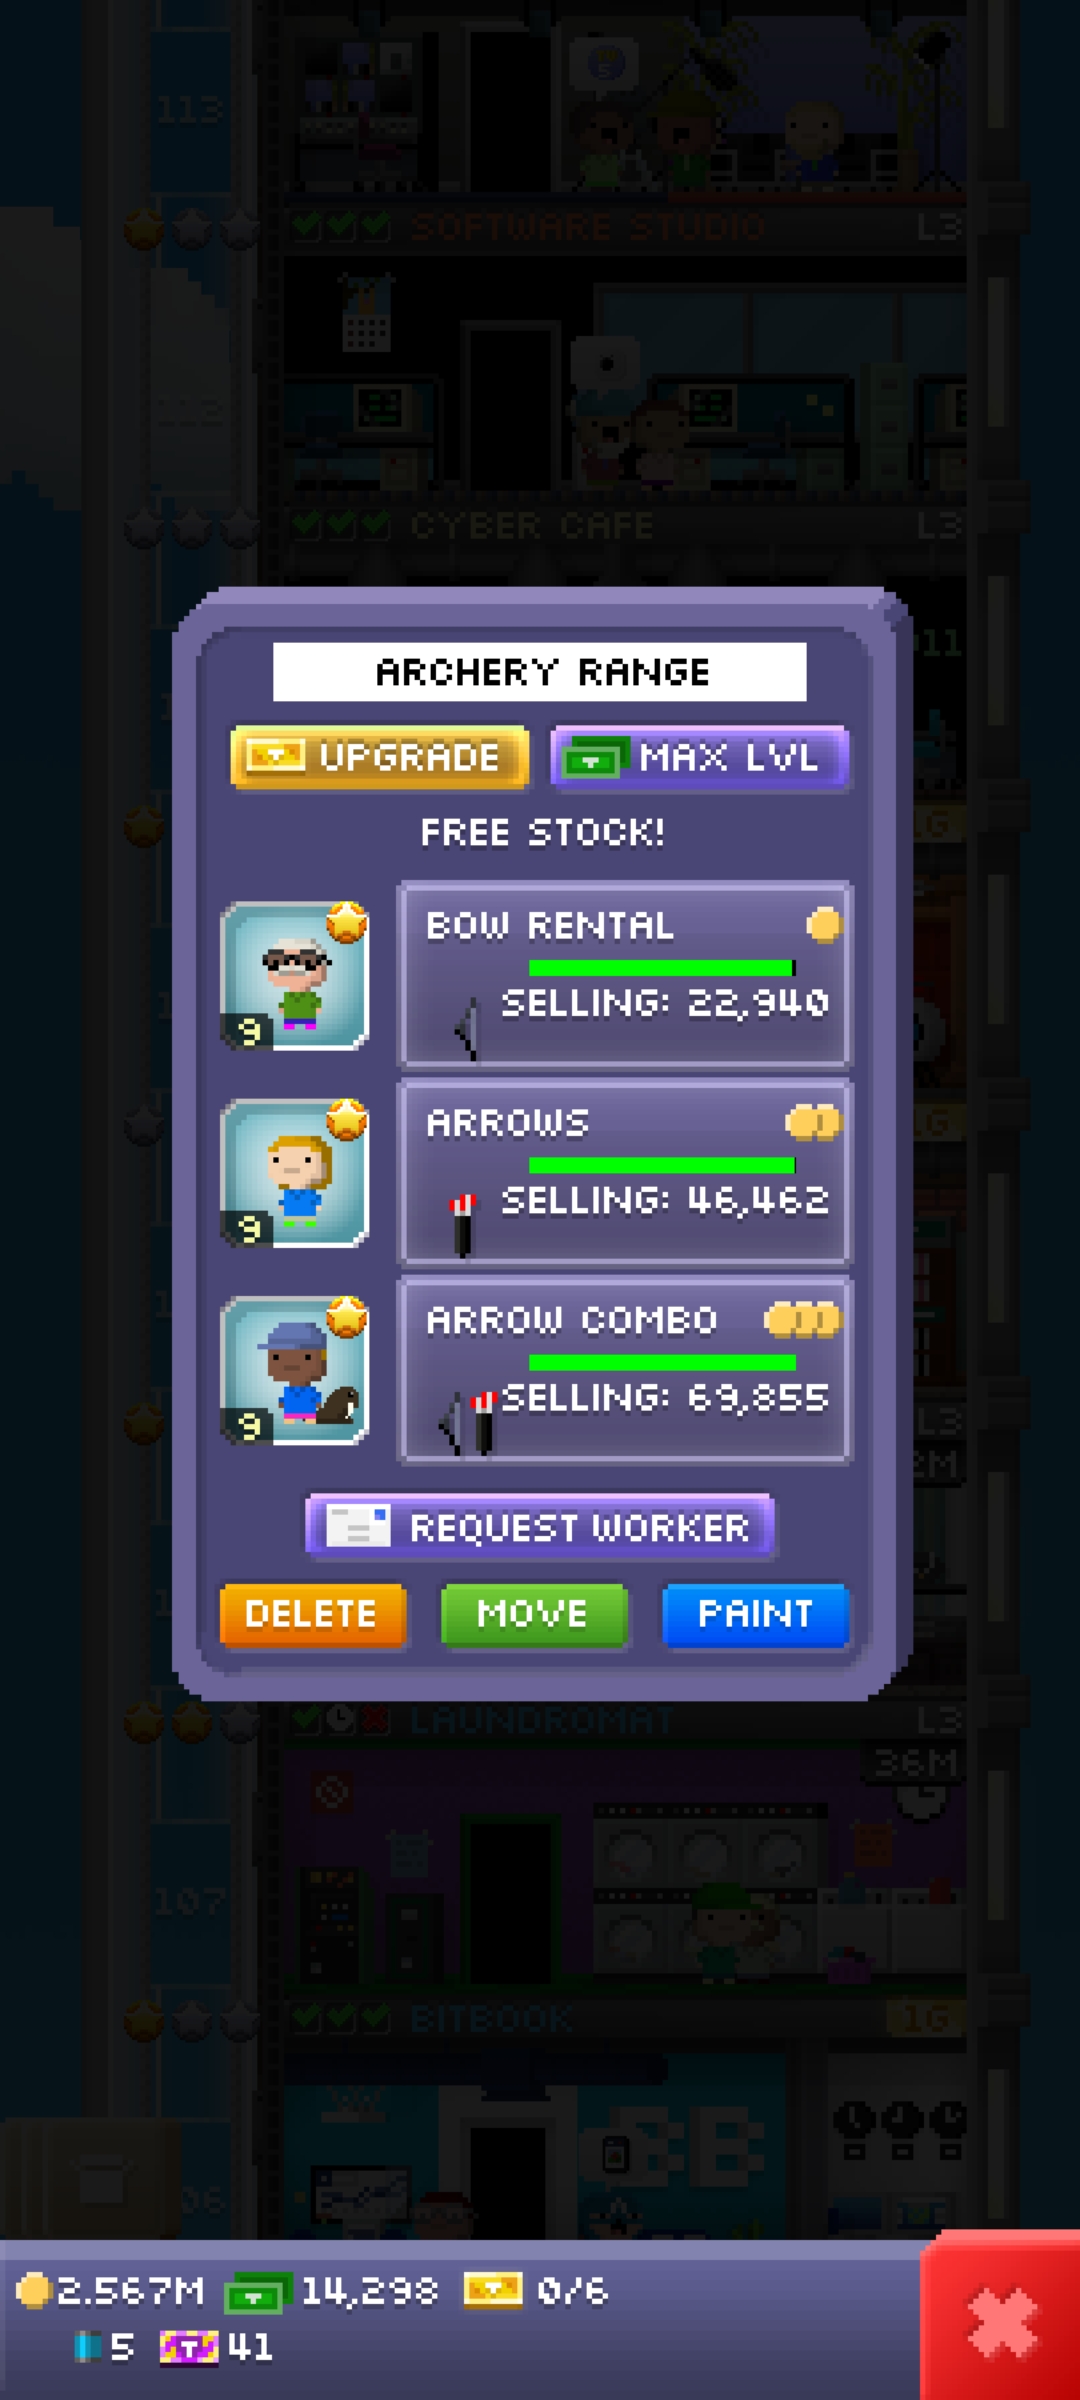 113
SOFTWARE STUDIO L3
CYBER CAFE L3
ARCHERY RANGE
UPGRADE MAX LVL
FREE STOCK!
BOW RENTAL
SELLING: 22,940
9
ARROWS
SELLING: 46,462
9
ARROW COMBO
SELLING: 69,855
9
REQUEST WORKER
DELETE MOVE PAINT
LAUNDROMAT L3
36M
107
BITBOOK 1G
2.567M 14,298 0/6
5 41